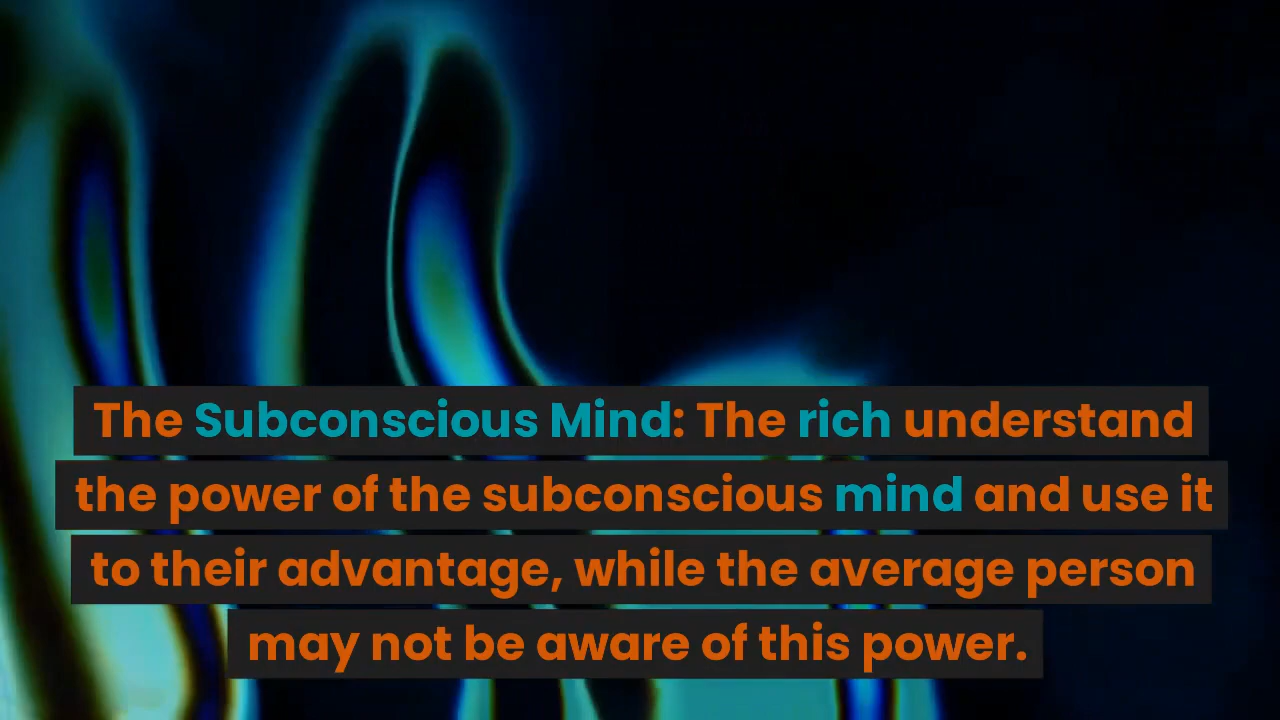 The Subconscious Mind: The rich understand
the power of the subconscious mind and use it
to their advantage, while the average person
may not be aware of this power.